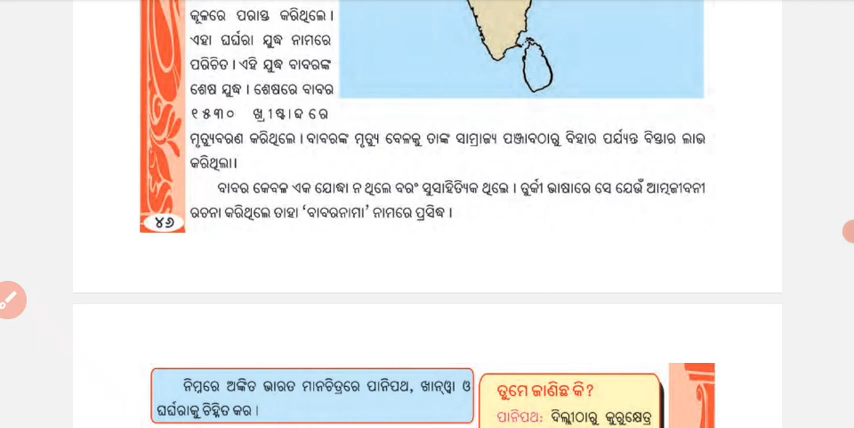 କୂଳରେ ପରାସ୍ତ କରିଥିଲେ।
ଏହା ଘର୍ଘରା ଯୁଦ୍ଧ ନାମରେ
ପରିଚିତ। ଏହି ଯୁଦ୍ଧ ବାବରଙ୍କ
ଶେଷ ଯୁଦ୍ଧ। ଶେଷରେ ବାବର
୧୫୩୦ ଖ୍ରୀଷ୍ଟାବ୍ଦରେ
ମୃତ୍ୟୁବରଣ କରିଥିଲେ। ବାବରଙ୍କ ମୃତ୍ୟୁ ବେଳକୁ ତାଙ୍କ ସାମ୍ରାଜ୍ୟ ପଞ୍ଜାବଠାରୁ ବିହାର ପର୍ଯ୍ୟନ୍ତ ବିସ୍ତାର ଲାଭ
କରିଥିଲା।
ବାବର କେବଳ ଏକ ଯୋଦ୍ଧା ନ ଥିଲେ ବରଂ ସୁସାହିତ୍ୟିକ ଥିଲେ। ତୁର୍କୀ ଭାଷାରେ ସେ ଯେଉଁ ଆତ୍ମଜୀବନୀ
ରଚନା କରିଥିଲେ ତାହା ‘ବାବରନାମା’ ନାମରେ ପ୍ରସିଦ୍ଧ।
୪୬
ନିମ୍ନରେ ଅଙ୍କିତ ଭାରତ ମାନଚିତ୍ରରେ ପାନିପଥ, ଖାନ୍‌ୱା ଓ
ଘର୍ଘରାକୁ ଚିହ୍ନିତ କର।
ତୁମେ ଜାଣିଛ କି?
ପାନିପଥ: ଦିଲ୍ଲୀଠାରୁ କୁରୁକ୍ଷେତ୍ର